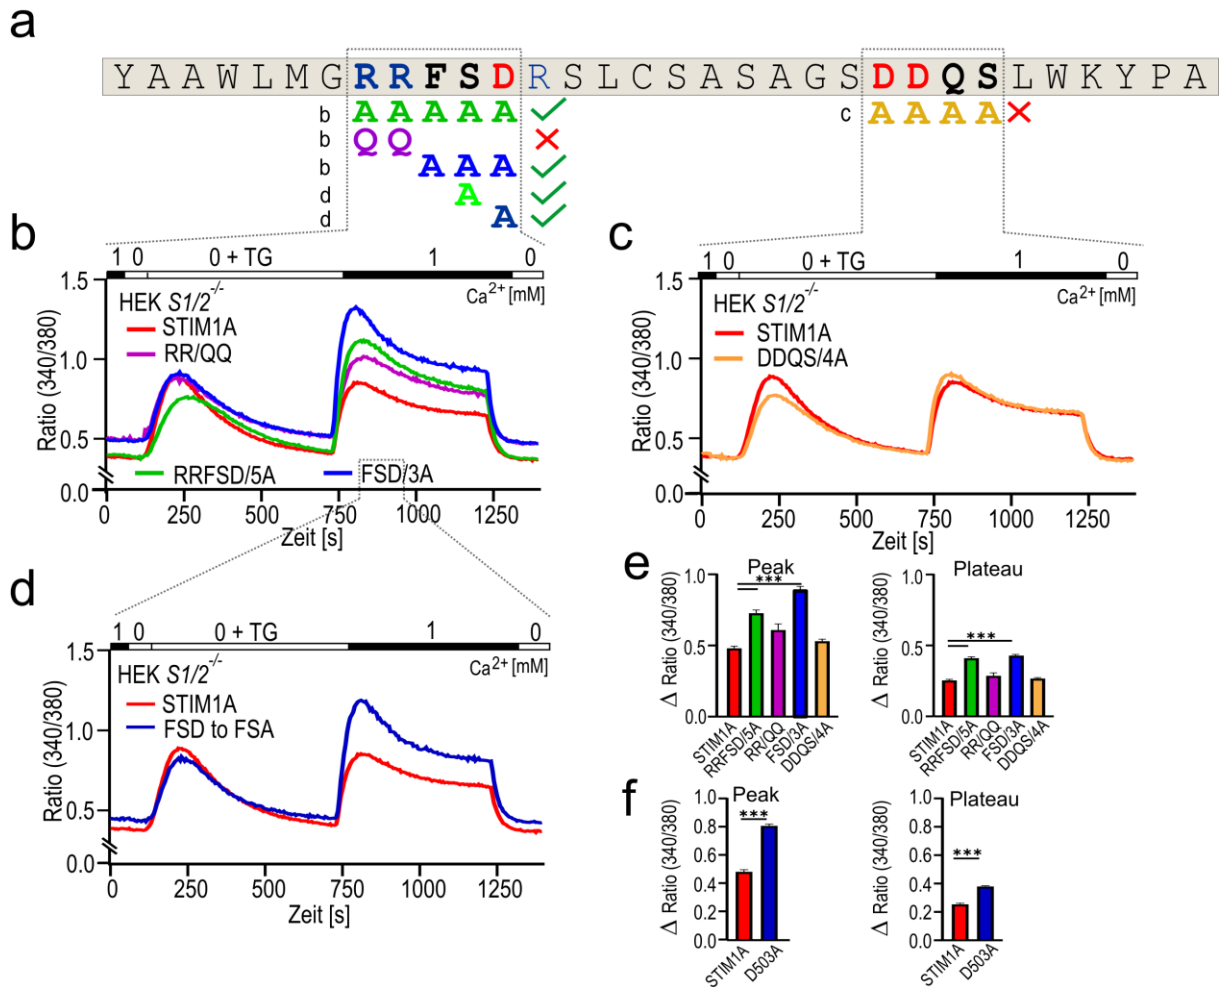 a
Y A A W L M G R R F S D R S L C S A S A G S D D Q S L W K Y P A
b A A A A A
c A A A A
b Q Q
b A A A
d A
d A
b
1 0 0 + TG 1 0
Ca²⁺ [mM]
HEK S1/2⁻/⁻
STIM1A
RR/QQ
RRFSD/5A
FSD/3A
Ratio (340/380)
1.5
1.0
0.5
0.0
0 250 500 750 1000 1250
Zeit [s]
c
1 0 0 + TG 1 0
Ca²⁺ [mM]
HEK S1/2⁻/⁻
STIM1A
DDQS/4A
Ratio (340/380)
1.5
1.0
0.5
0.0
0 250 500 750 1000 1250
Zeit [s]
d
1 0 0 + TG 1 0
Ca²⁺ [mM]
HEK S1/2⁻/⁻
STIM1A
FSD to FSA
Ratio (340/380)
1.5
1.0
0.5
0.0
0 250 500 750 1000 1250
Zeit [s]
e
Peak
***
Δ Ratio (340/380)
1.0
0.5
0.0
STIM1A
RRFSD/5A
RR/QQ
FSD/3A
DDQS/4A
Plateau
***
Δ Ratio (340/380)
1.0
0.5
0.0
STIM1A
RRFSD/5A
RR/QQ
FSD/3A
DDQS/4A
f
Peak
***
Δ Ratio (340/380)
1.0
0.8
0.6
0.4
0.2
0.0
STIM1A
D503A
Plateau
***
Δ Ratio (340/380)
1.0
0.8
0.6
0.4
0.2
0.0
STIM1A
D503A